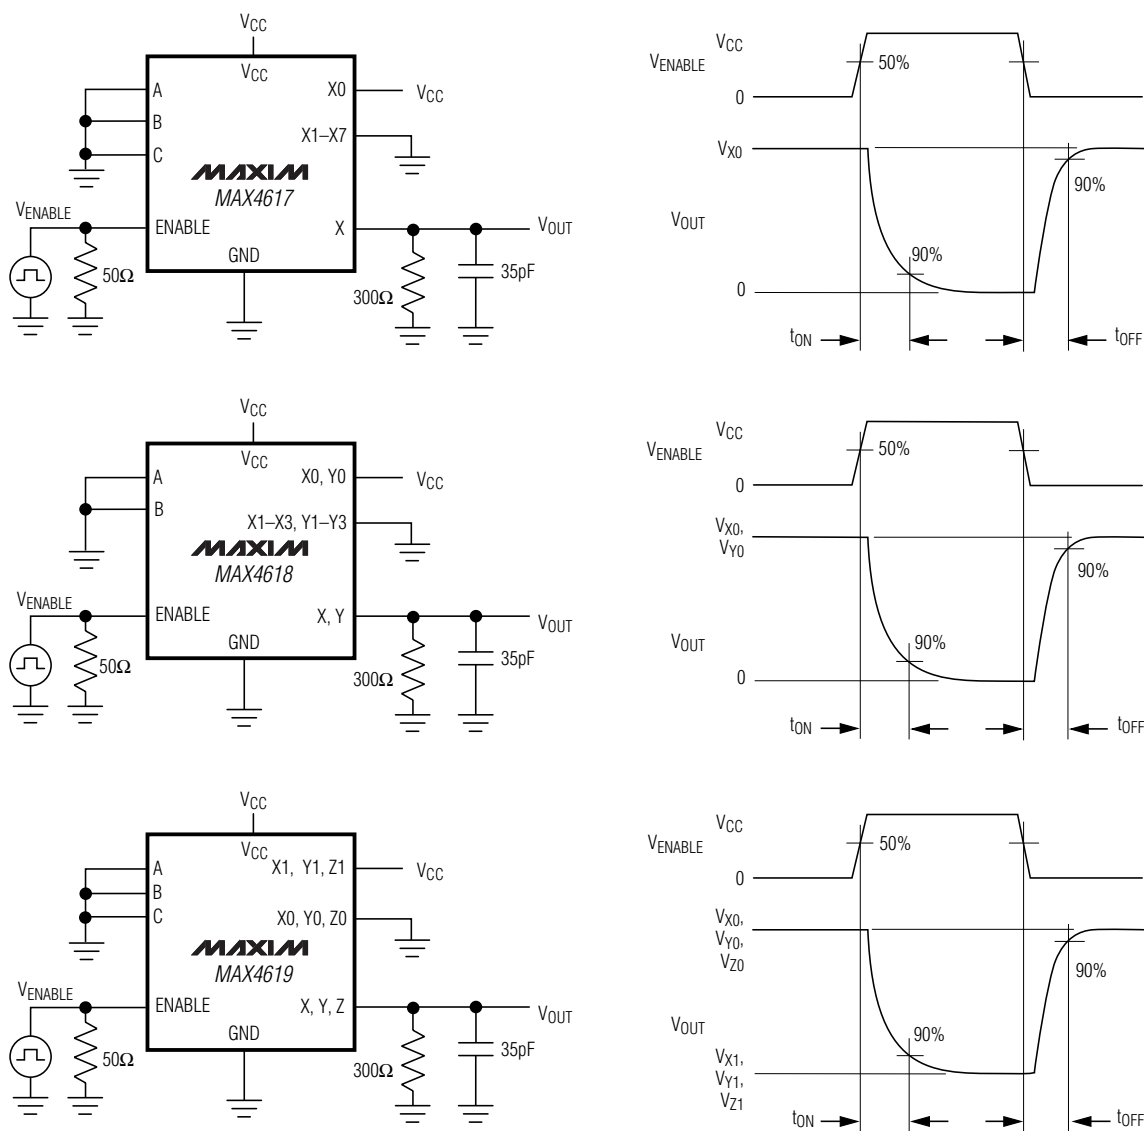 VCC
VCC
A
B
C
X0
VCC
X1–X7
MAXIM
MAX4617
VENABLE
ENABLE
X
VOUT
GND
50Ω
300Ω
35pF
VCC
VENABLE
50%
0
VX0
90%
VOUT
90%
0
tON
tOFF
VCC
VCC
A
B
X0, Y0
VCC
X1–X3, Y1–Y3
MAXIM
MAX4618
VENABLE
ENABLE
X, Y
VOUT
GND
50Ω
300Ω
35pF
VCC
VENABLE
50%
0
VX0,
VY0
90%
VOUT
90%
0
tON
tOFF
VCC
VCC
A
B
C
X1, Y1, Z1
VCC
X0, Y0, Z0
MAXIM
MAX4619
VENABLE
ENABLE
X, Y, Z
VOUT
GND
50Ω
300Ω
35pF
VCC
VENABLE
50%
0
VX0,
VY0,
VZ0
90%
VOUT
90%
VX1,
VY1,
VZ1
tON
tOFF